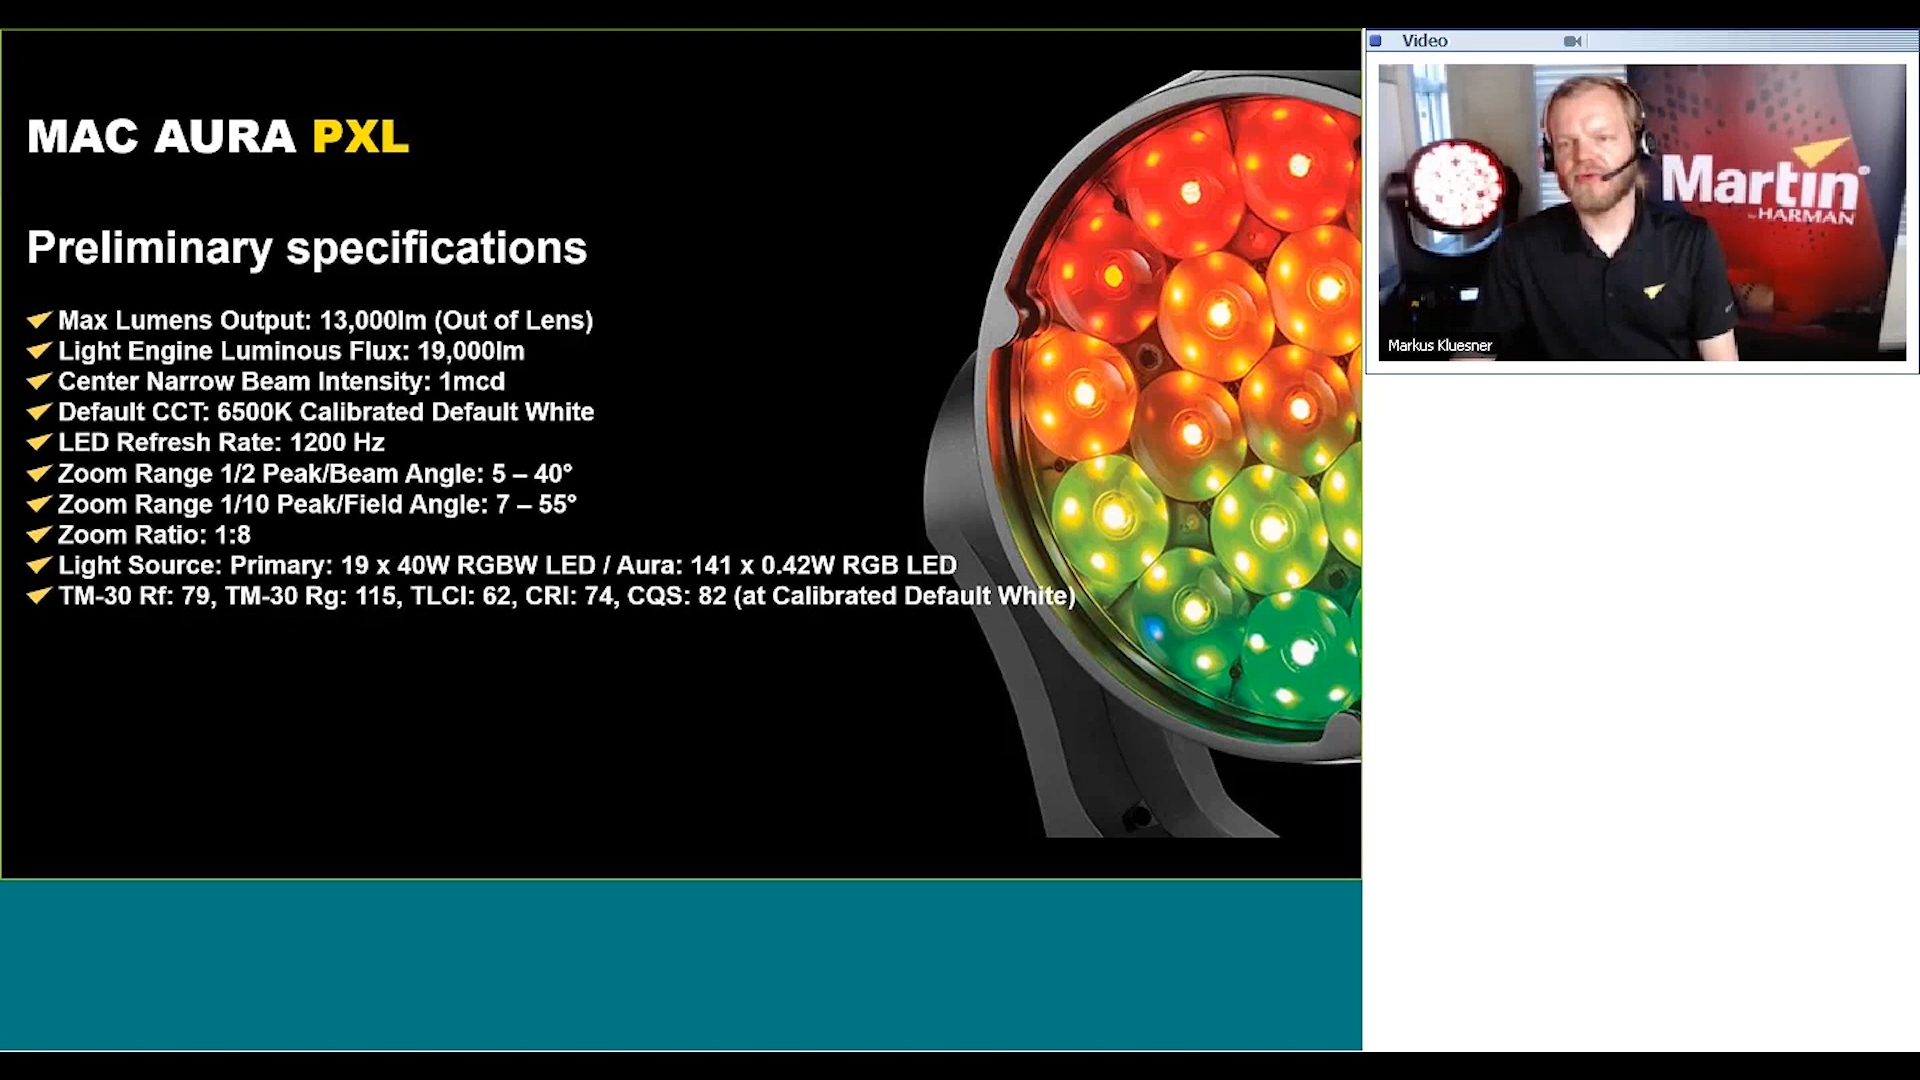 MAC AURA PXL
Preliminary specifications
Max Lumens Output: 13,000lm (Out of Lens)
Light Engine Luminous Flux: 19,000lm
Center Narrow Beam Intensity: 1mcd
Default CCT: 6500K Calibrated Default White
LED Refresh Rate: 1200 Hz
Zoom Range 1/2 Peak/Beam Angle: 5 – 40°
Zoom Range 1/10 Peak/Field Angle: 7 – 55°
Zoom Ratio: 1:8
Light Source: Primary: 19 x 40W RGBW LED / Aura: 141 x 0.42W RGB LED
TM-30 Rf: 79, TM-30 Rg: 115, TLCI: 62, CRI: 74, CQS: 82 (at Calibrated Default White)
Video
Martin®
by HARMAN
Markus Kluesner